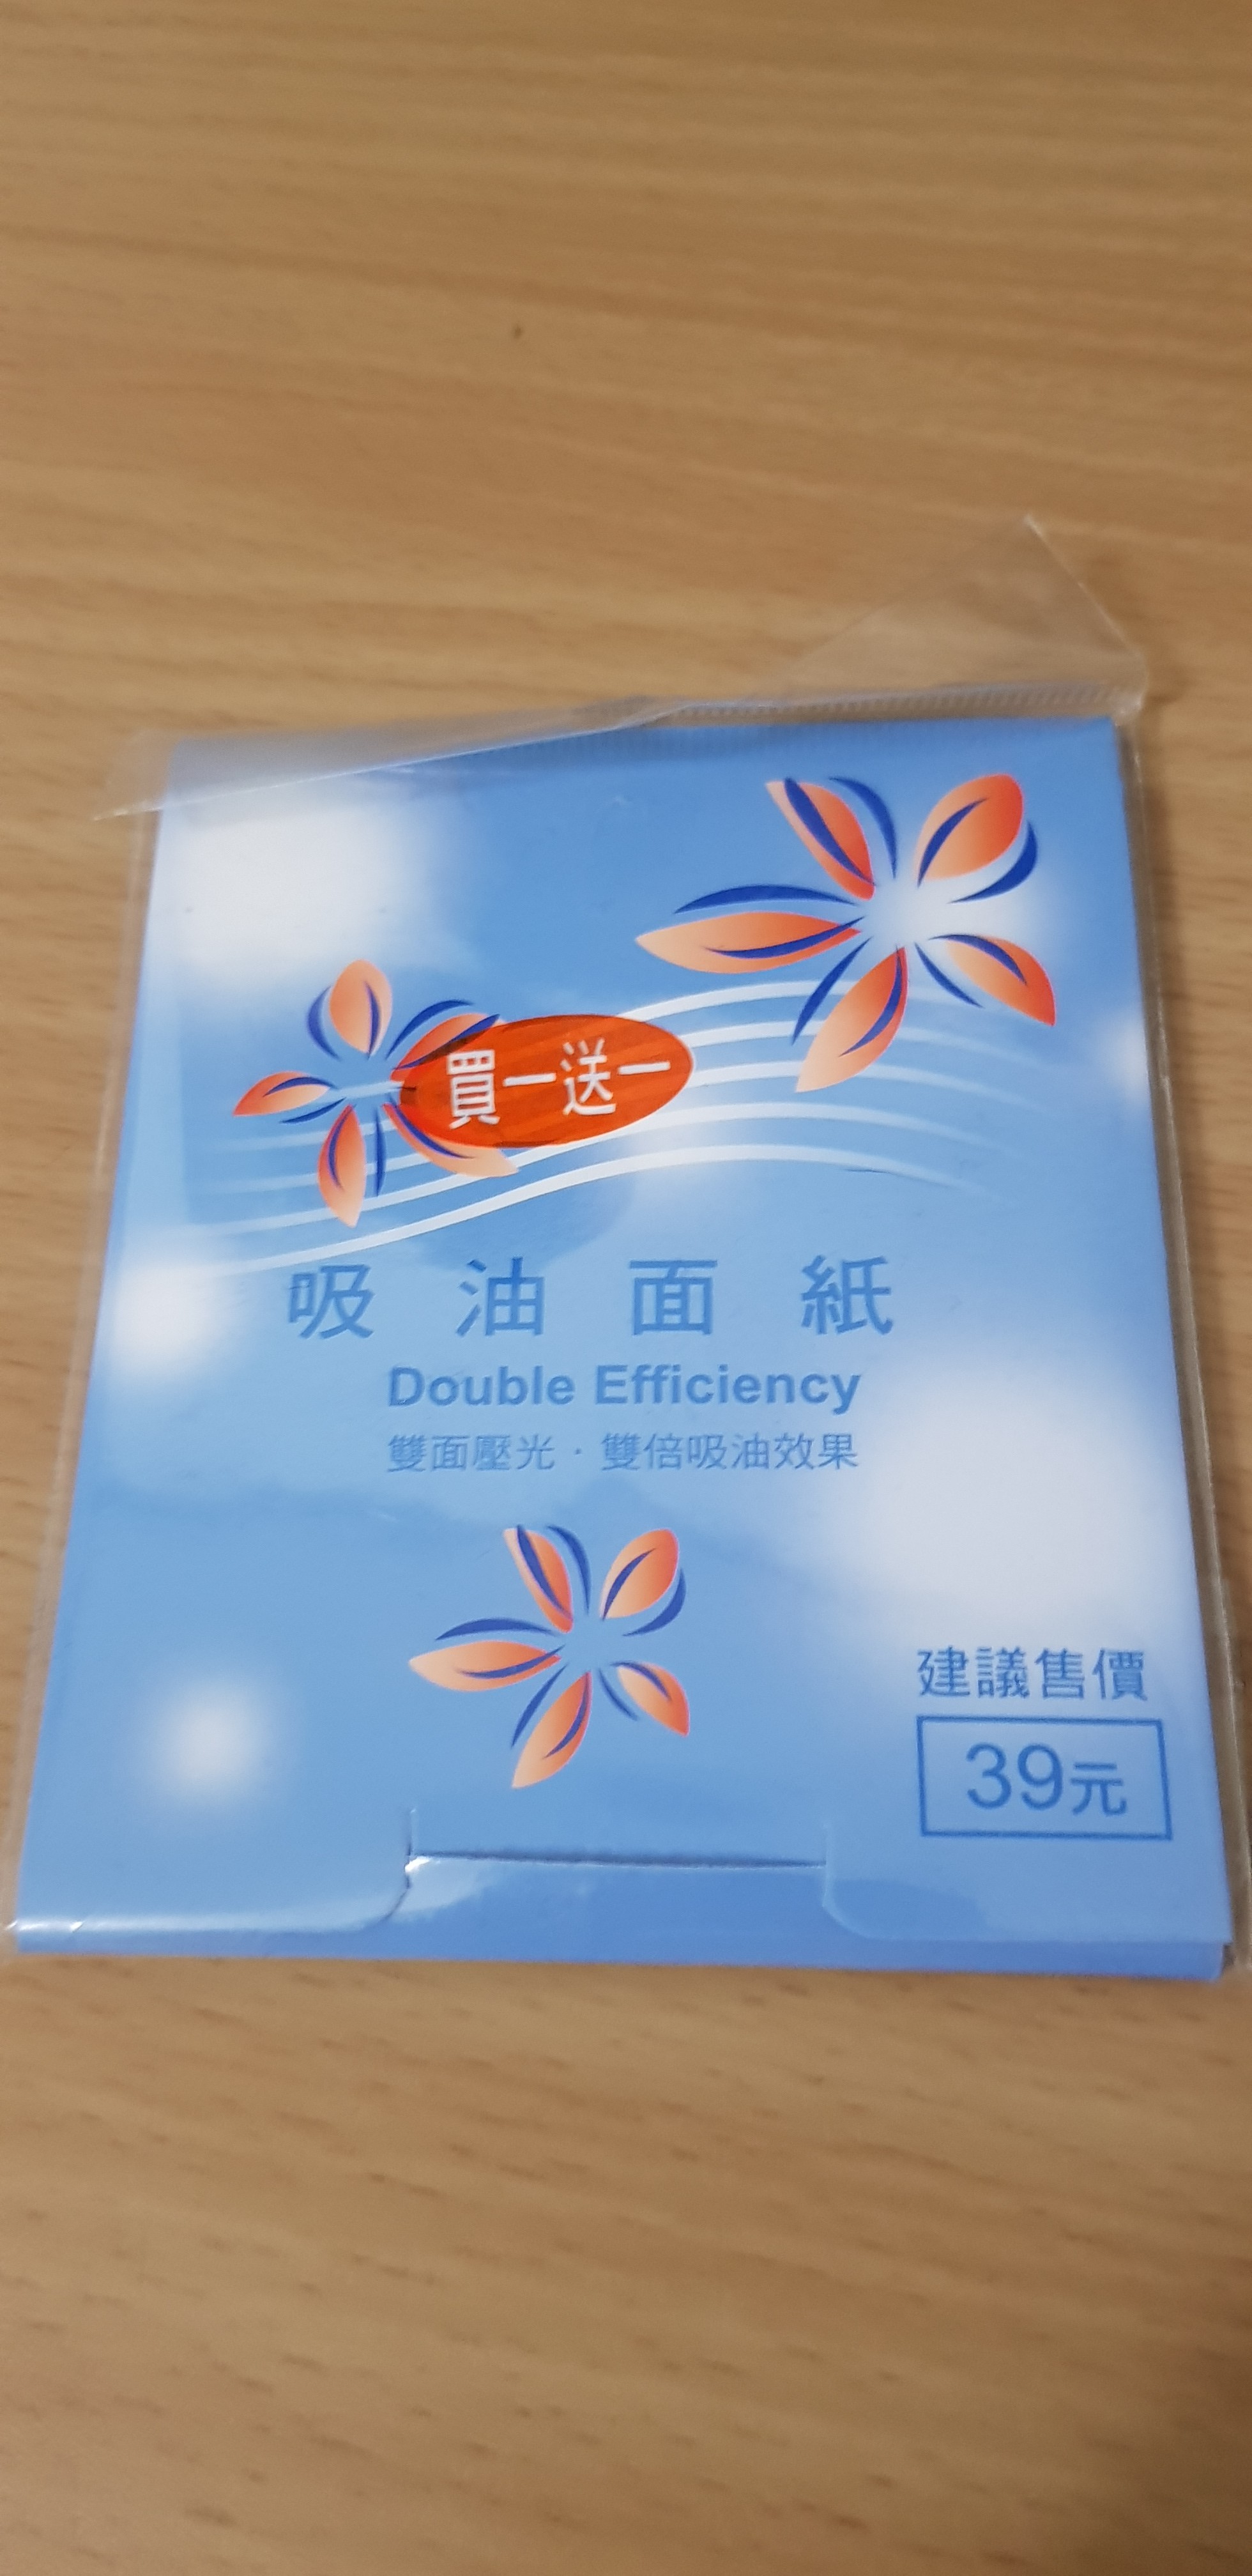 買一送一
吸油面紙
Double Efficiency
雙面壓光·雙倍吸油效果
建議售價
39元